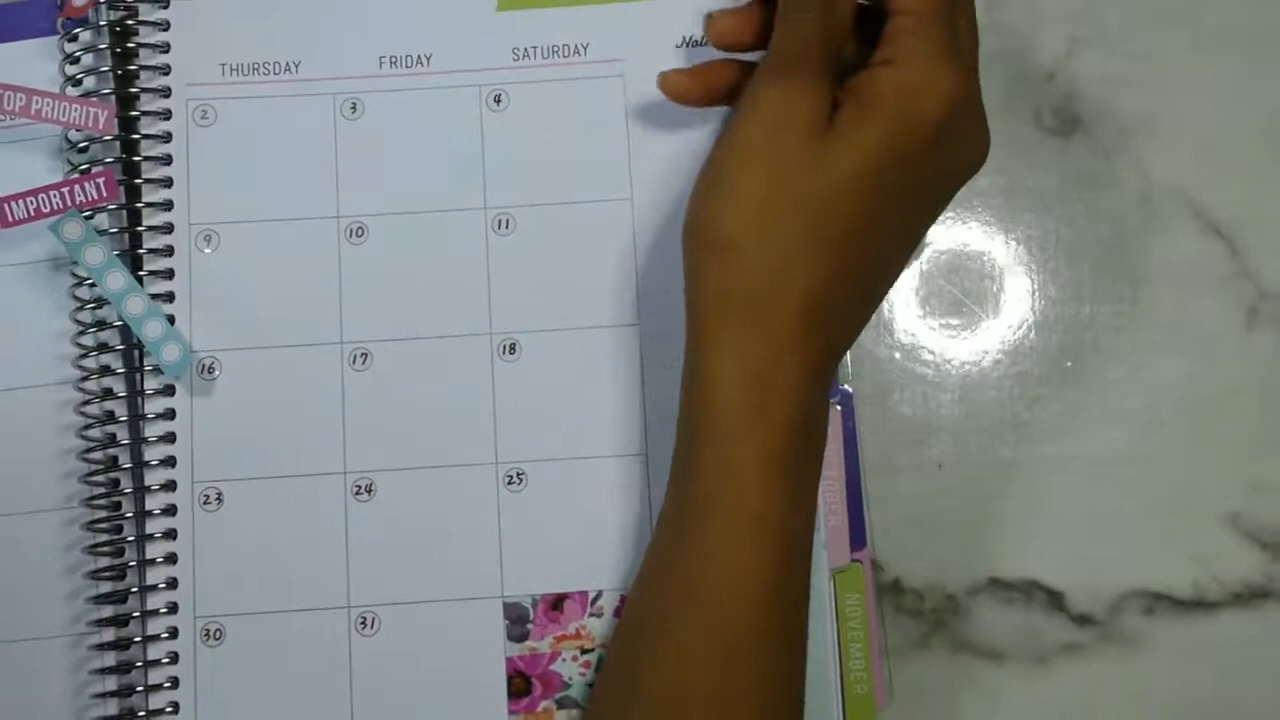 TOP PRIORITY
IMPORTANT
THURSDAY FRIDAY SATURDAY
2 3 4
9 10 11
16 17 18
23 24 25
30 31
NOVEMBER